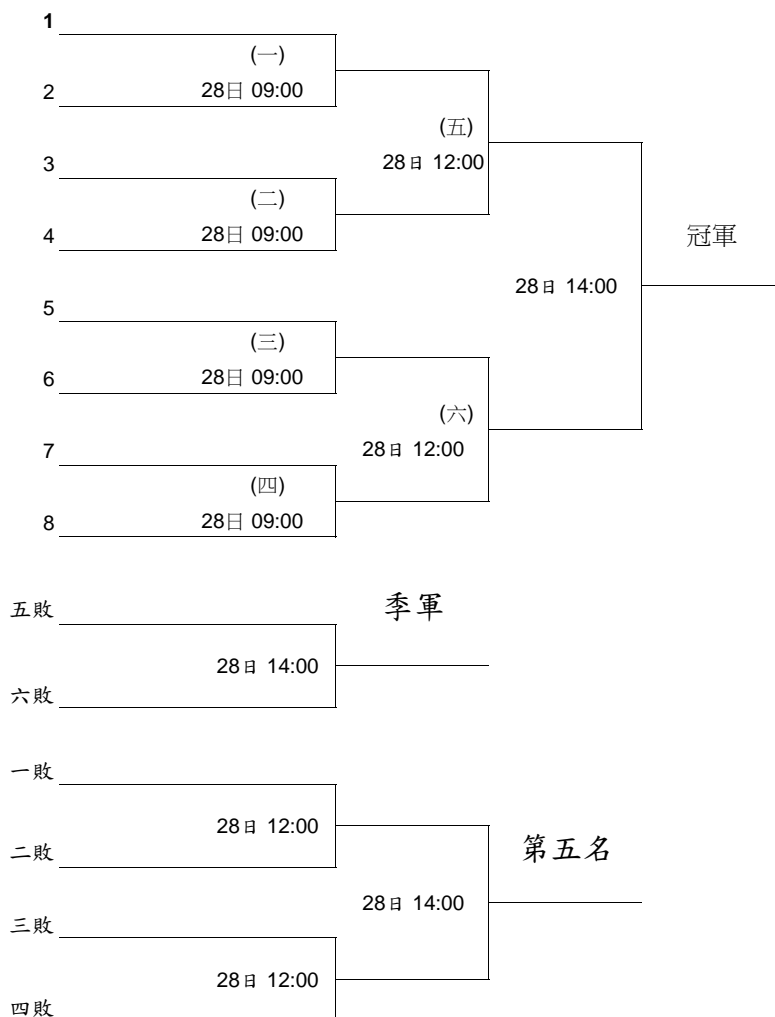 1
(一)
2
28日 09:00
(五)
3
28日 12:00
(二)
4
28日 09:00
冠軍
28日 14:00
5
(三)
6
28日 09:00
(六)
7
28日 12:00
(四)
8
28日 09:00
五敗
季軍
28日 14:00
六敗
一敗
28日 12:00
二敗
第五名
28日 14:00
三敗
28日 12:00
四敗